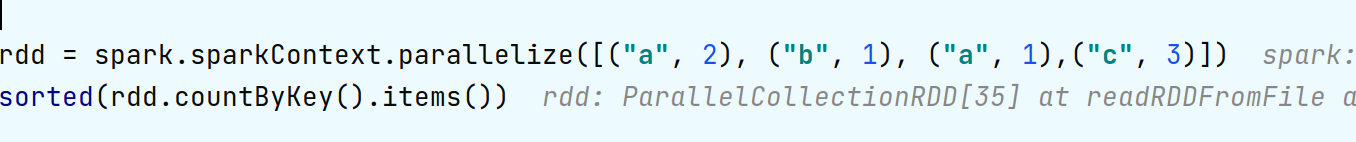 rdd = spark.sparkContext.parallelize([("a", 2), ("b", 1), ("a", 1),("c", 3)])  spark:
sorted(rdd.countByKey().items())  rdd: ParallelCollectionRDD[35] at readRDDFromFile a